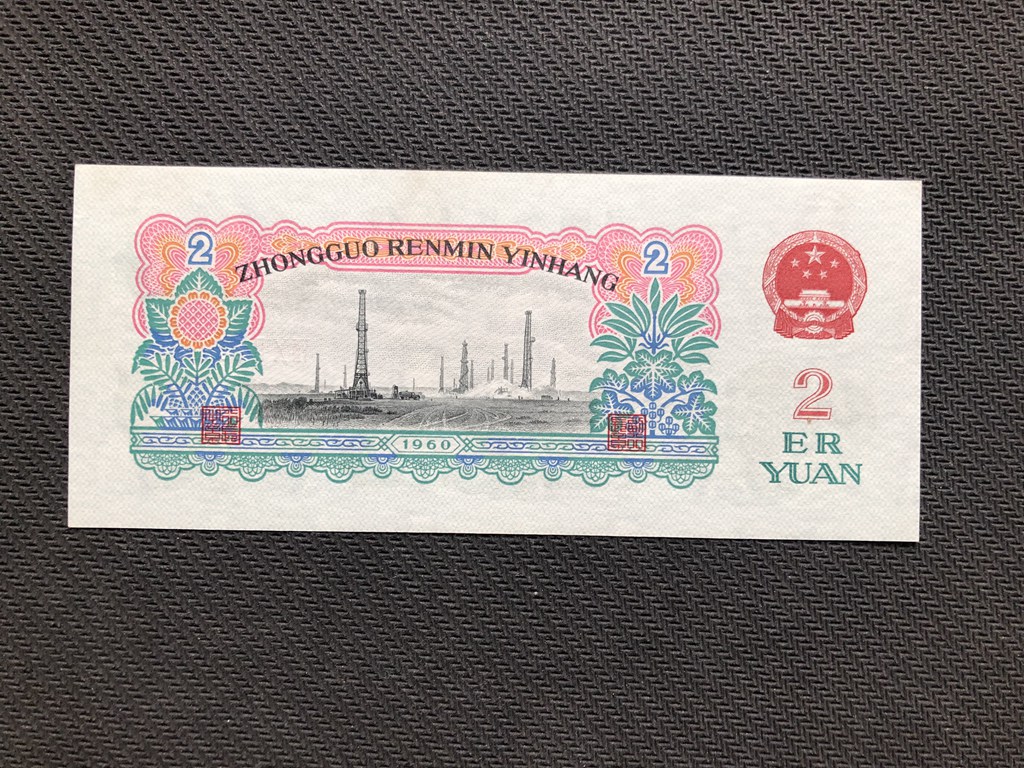 2
2
ZHONGGUO RENMIN YINHANG
1960
2
ER
YUAN